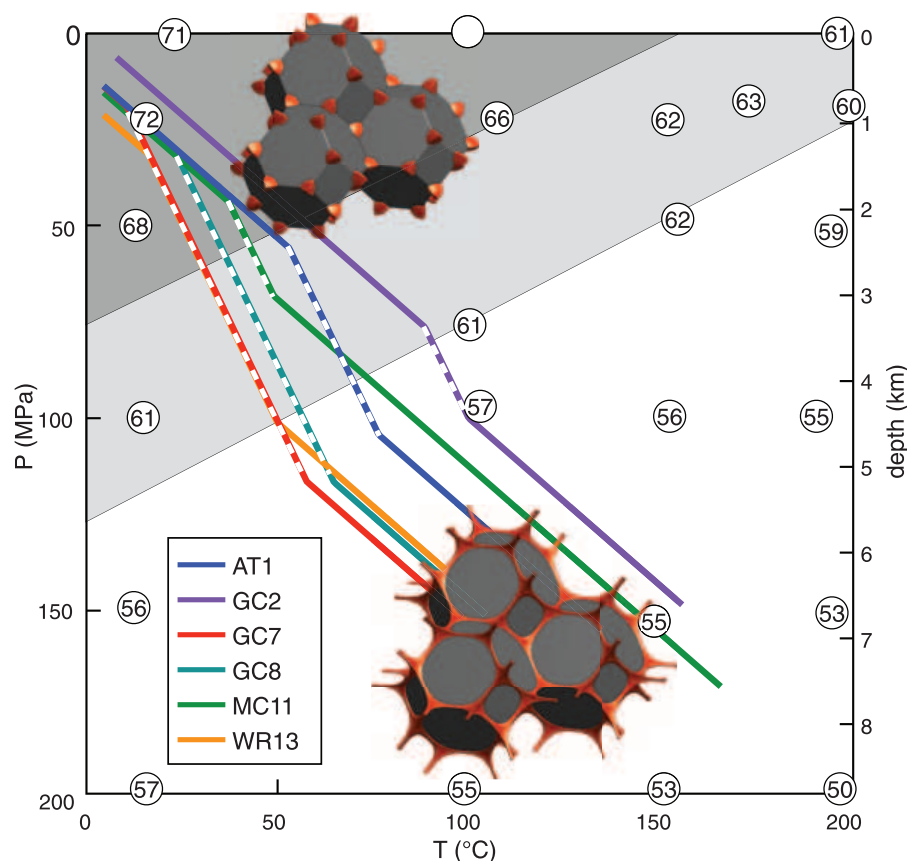 0 71 61 0
63
66 62 60
72 1
50 68 62 59 2
61 3
57 4
100 61 56 55
5
P (MPa) depth (km)
AT1 6
GC2
150 56 55 53
GC7 7
GC8
MC11
WR13 8
200 57 55 53 50
0 50 100 150 200
T (°C)